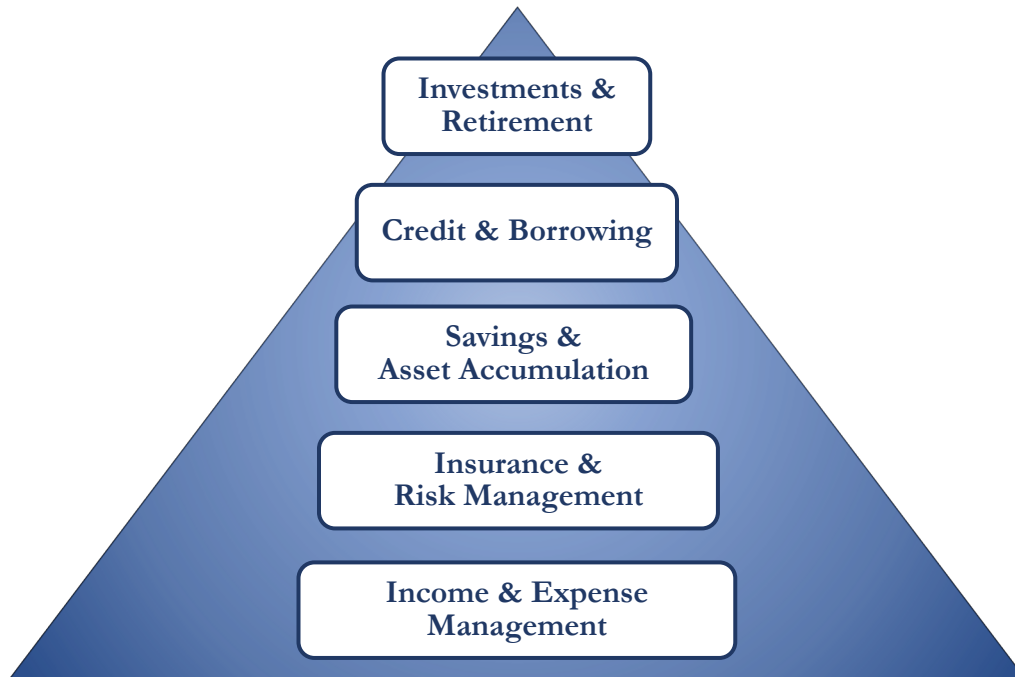 Investments &
Retirement
Credit & Borrowing
Savings &
Asset Accumulation
Insurance &
Risk Management
Income & Expense
Management